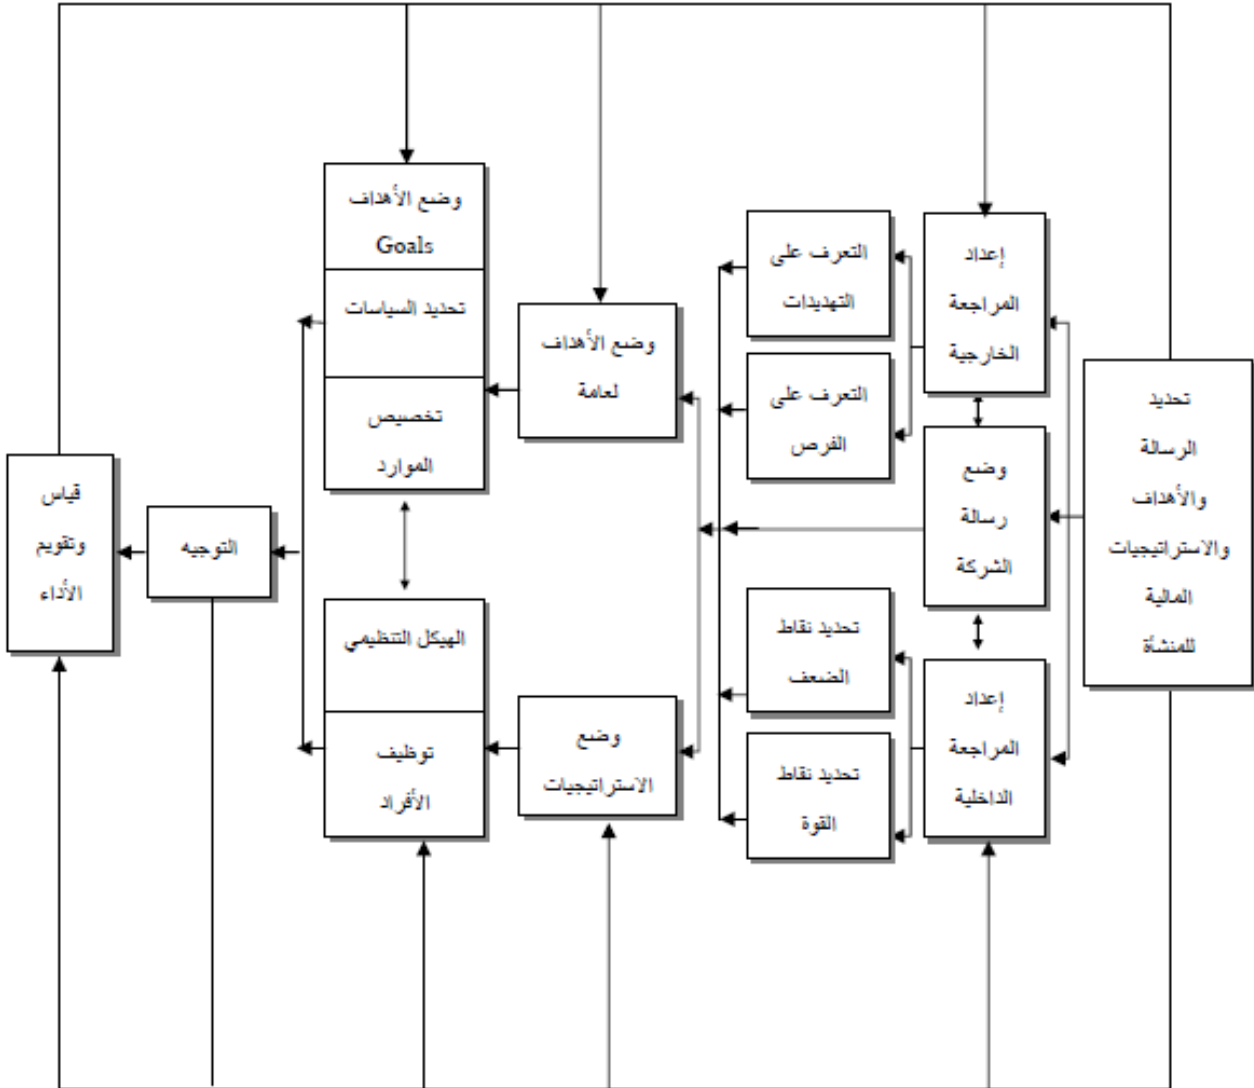 تحديد
الرسالة
والأهداف
والاستراتيجيات
المالية
للمنشأة
إعداد
المراجعة
الخارجية
وضع
رسالة
الشركة
إعداد
المراجعة
الداخلية
التعرف على
التهديدات
التعرف على
الفرص
تحديد نقاط
الضعف
تحديد نقاط
القوة
وضع الأهداف
لعامة
وضع
الاستراتيجيات
وضع الأهداف
Goals
تحديد السياسات
تخصيص
الموارد
الهيكل التنظيمي
توظيف
الأفراد
التوجيه
قياس
وتقويم
الأداء